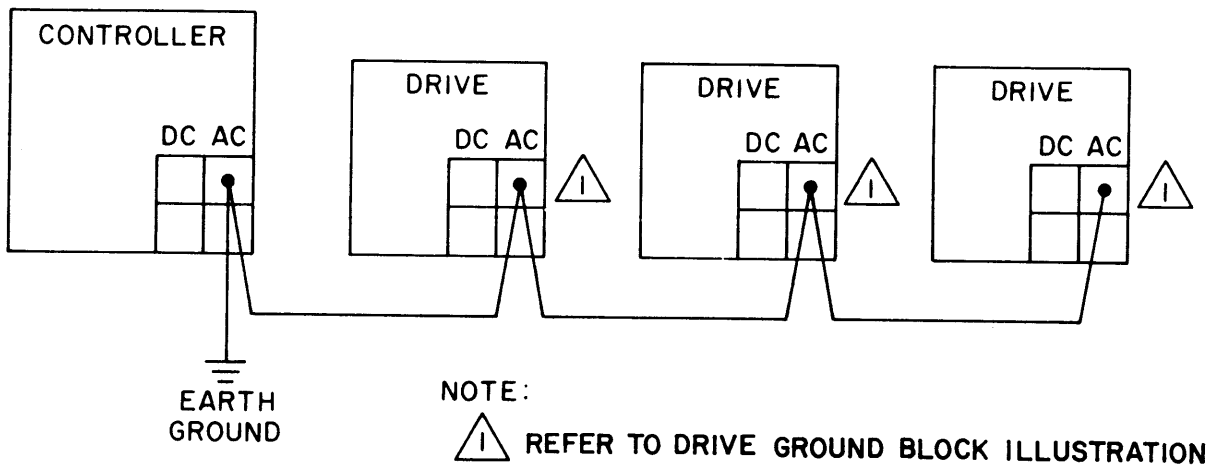 CONTROLLER
DC AC
DRIVE
DC AC
1
DRIVE
DC AC
1
DRIVE
DC AC
1
EARTH
GROUND
NOTE:
1 REFER TO DRIVE GROUND BLOCK ILLUSTRATION